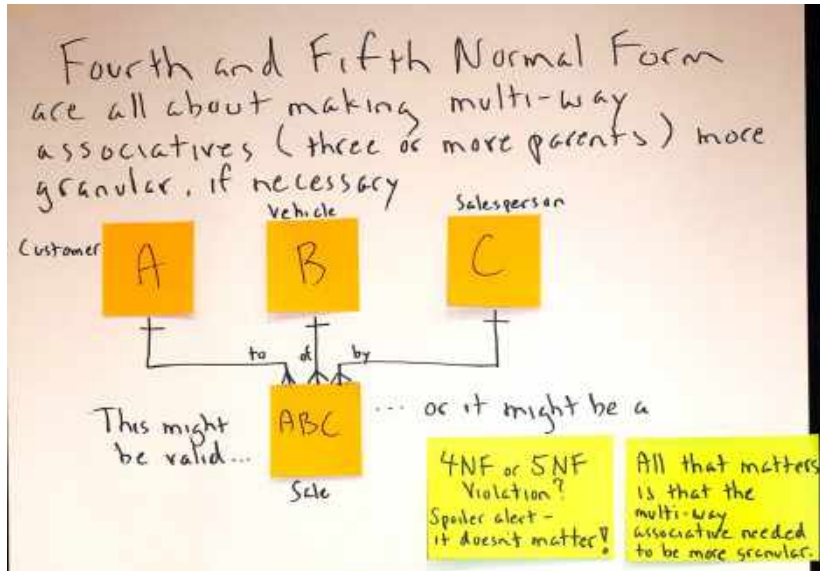 Fourth and Fifth Normal Form
are all about making multi-way
associatives (three or more parents) more
granular, if necessary
Customer
A
Vehicle
B
Salesperson
C
to of by
This might
be valid...
ABC
Sale
... or it might be a
4NF or 5NF
Violation?
Spoiler alert -
it doesn't matter!
All that matters
is that the
multi-way
associative needed
to be more granular.